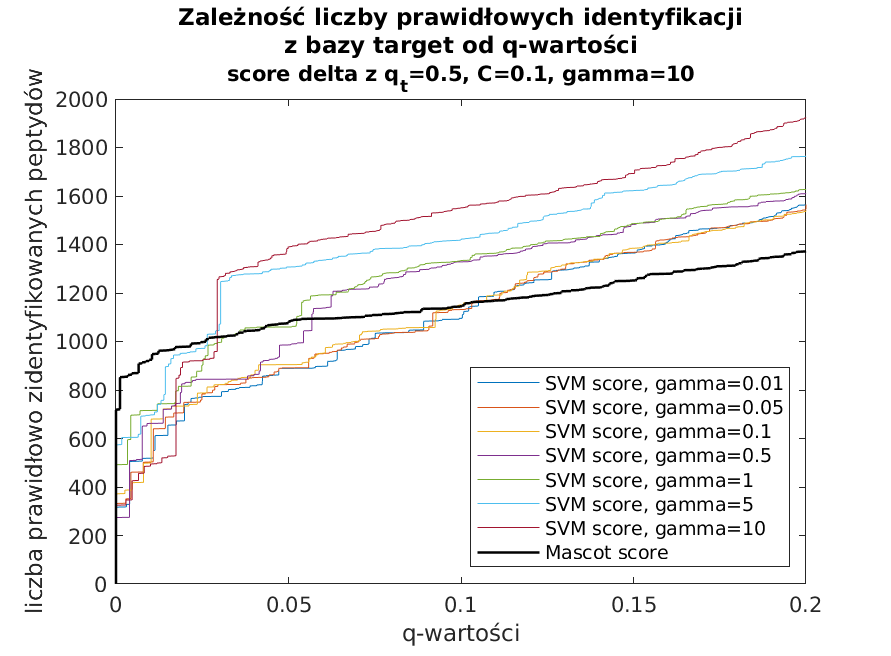 Zależność liczby prawidłowych identyfikacji
z bazy target od q-wartości
score delta z qt=0.5, C=0.1, gamma=10
liczba prawidłowo zidentyfikowanych peptydów
2000
1800
1600
1400
1200
1000
800
600
400
200
0
0 0.05 0.1 0.15 0.2
q-wartości
SVM score, gamma=0.01
SVM score, gamma=0.05
SVM score, gamma=0.1
SVM score, gamma=0.5
SVM score, gamma=1
SVM score, gamma=5
SVM score, gamma=10
Mascot score